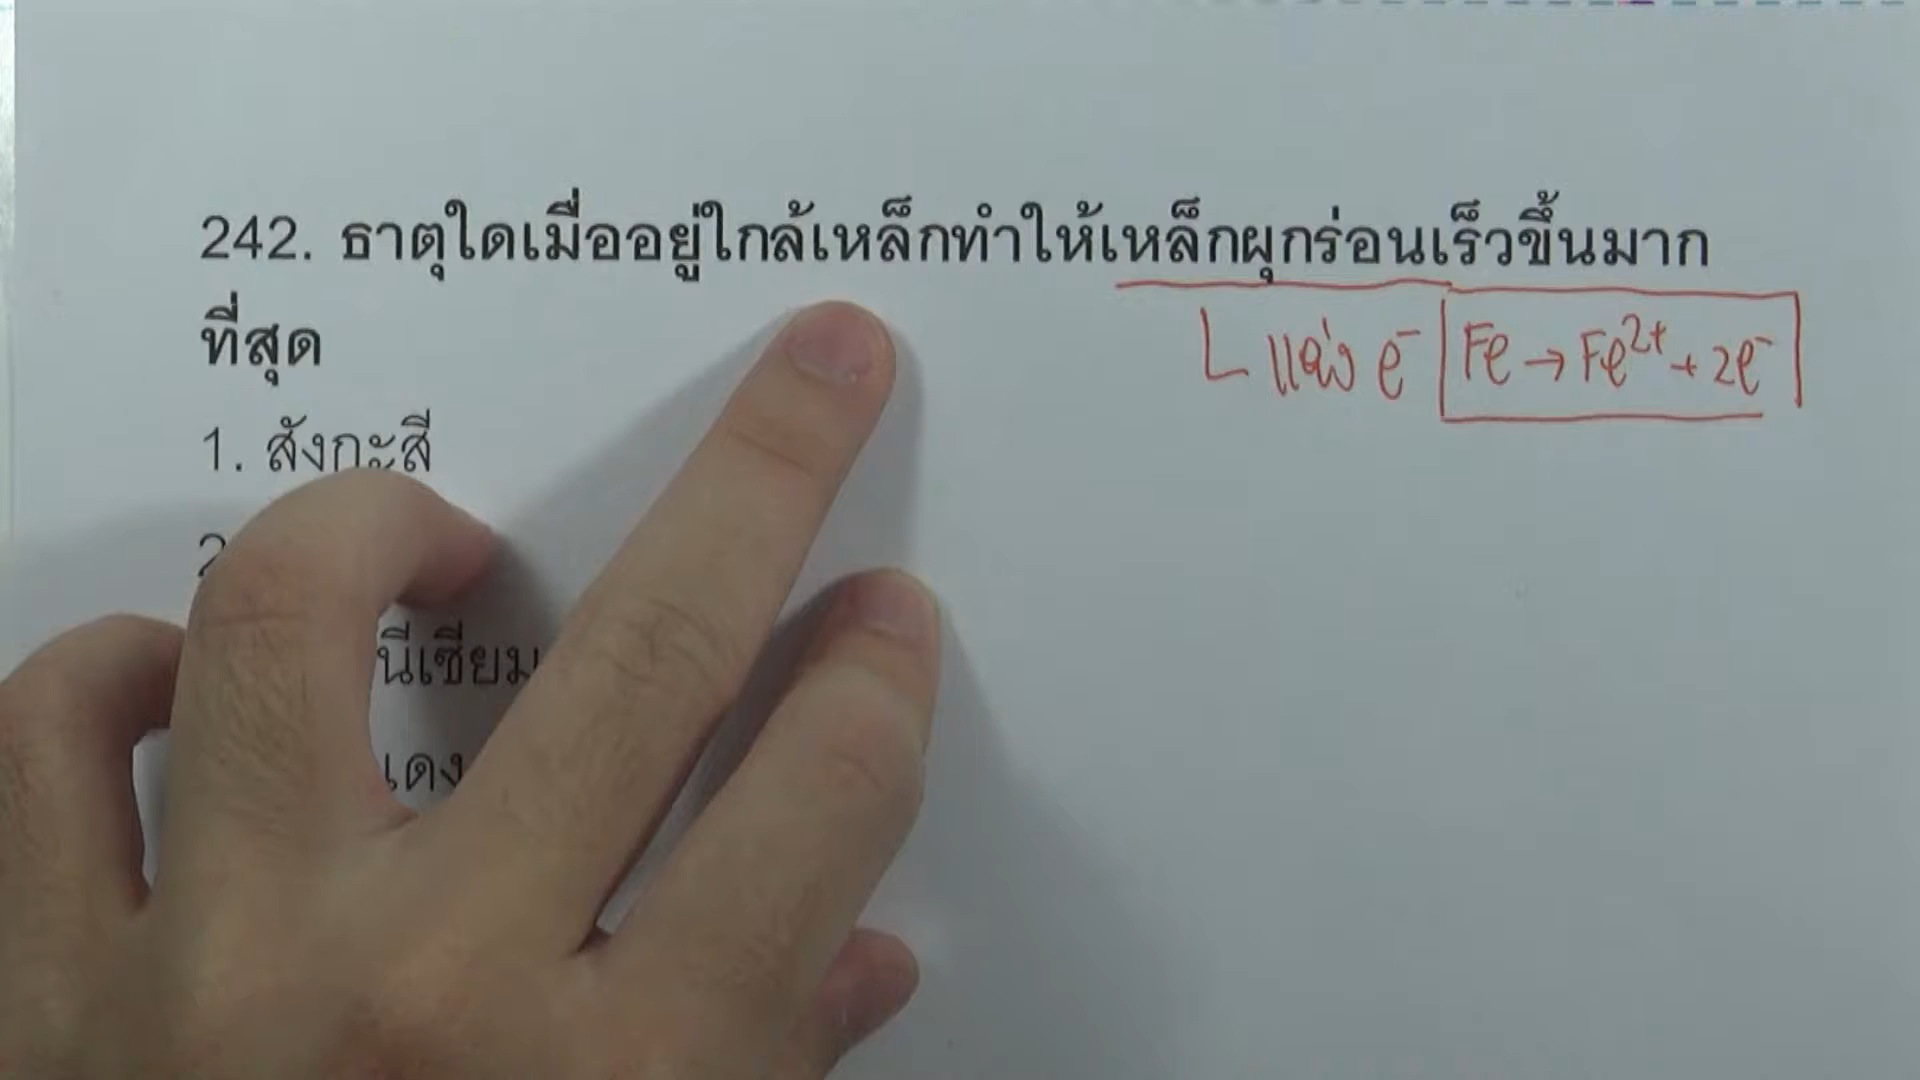 242. ธาตุใดเมื่ออยู่ใกล้เหล็กทำให้เหล็กผุกร่อนเร็วขึ้นมาก
ที่สุด
L แย่ง e⁻ Fe → Fe²⁺ + 2e⁻
1. สังกะสี
2
นีเซียม